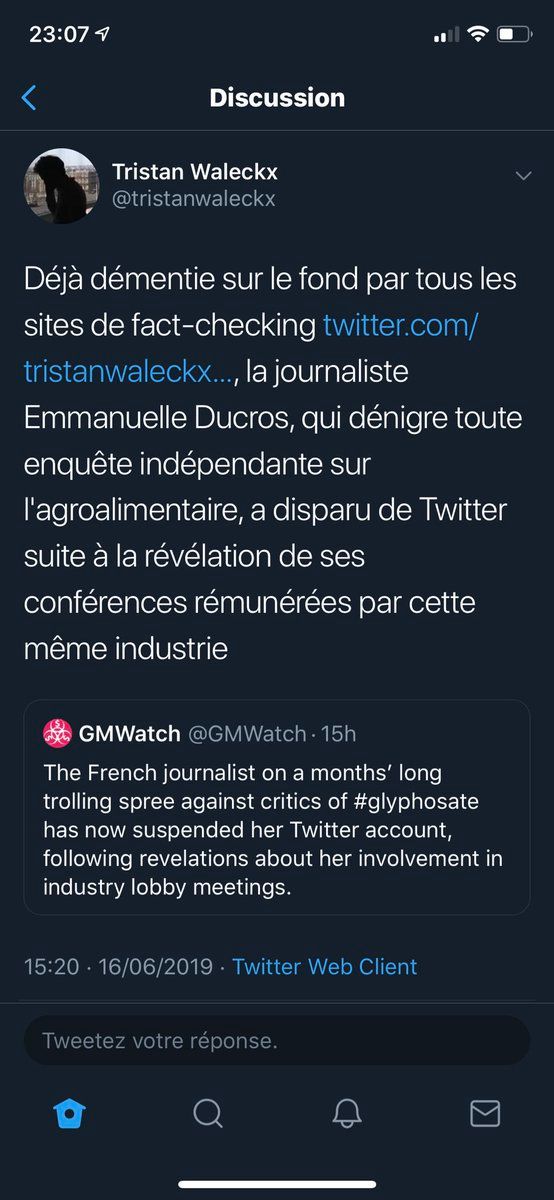 23:07
Discussion
Tristan Waleckx
@tristanwaleckx
Déjà démentie sur le fond par tous les
sites de fact-checking twitter.com/
tristanwaleckx…, la journaliste
Emmanuelle Ducros, qui dénigre toute
enquête indépendante sur
l'agroalimentaire, a disparu de Twitter
suite à la révélation de ses
conférences rémunérées par cette
même industrie
GMWatch @GMWatch · 15h
The French journalist on a months’ long
trolling spree against critics of #glyphosate
has now suspended her Twitter account,
following revelations about her involvement in
industry lobby meetings.
15:20 · 16/06/2019 · Twitter Web Client
Tweetez votre réponse.